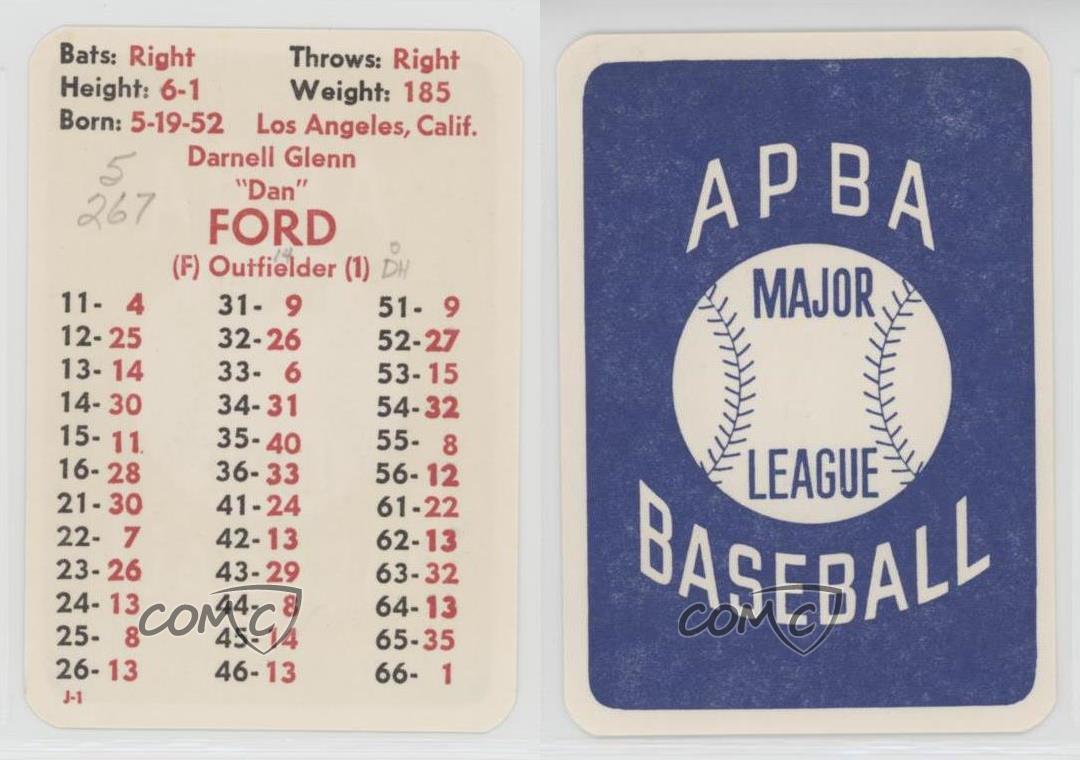 Bats: Right Throws: Right
Height: 6-1 Weight: 185
Born: 5-19-52 Los Angeles, Calif.
Darnell Glenn
5
"Dan"
267
FORD
14 0
(F) Outfielder (1) DH
11- 4 31- 9 51- 9
12- 25 32- 26 52- 27
13- 14 33- 6 53- 15
14- 30 34- 31 54- 32
15- 11 35- 40 55- 8
16- 28 36- 33 56- 12
21- 30 41- 24 61- 22
22- 7 42- 13 62- 13
23- 26 43- 29 63- 32
24- 13 44- 8 64- 13
25- 8 45- 14 65- 35
26- 13 46- 13 66- 1
J-1
COMC
APBA
MAJOR
LEAGUE
BASEBALL
COMC